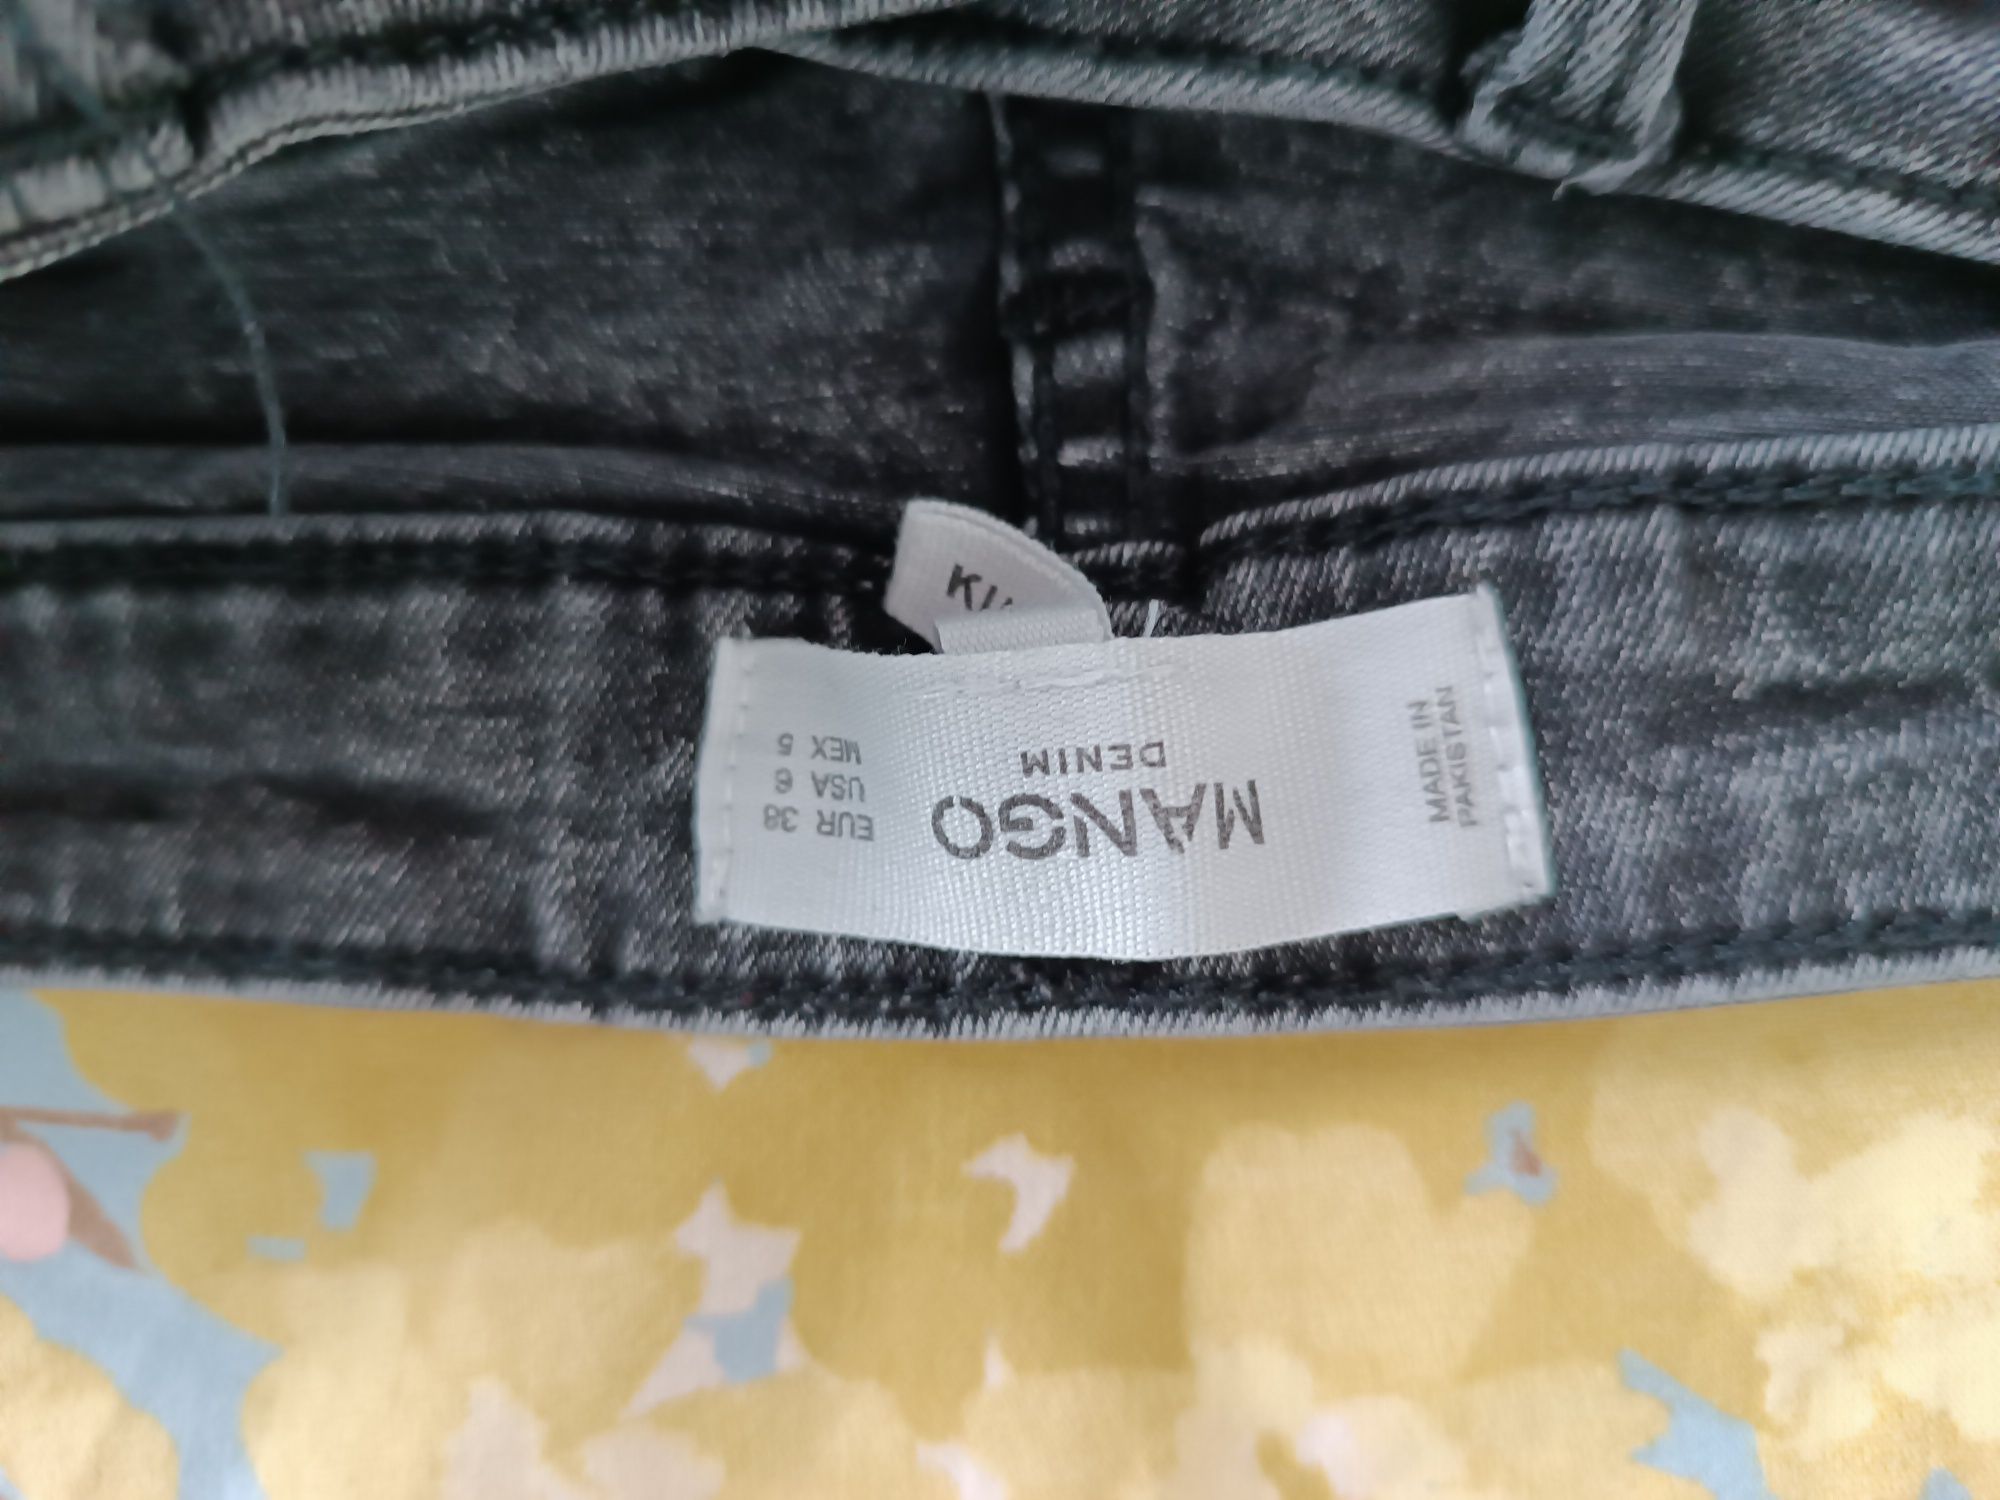 MANGO
DENIM
EUR 38
USA 6
MEX 5
MADE IN
PAKISTAN